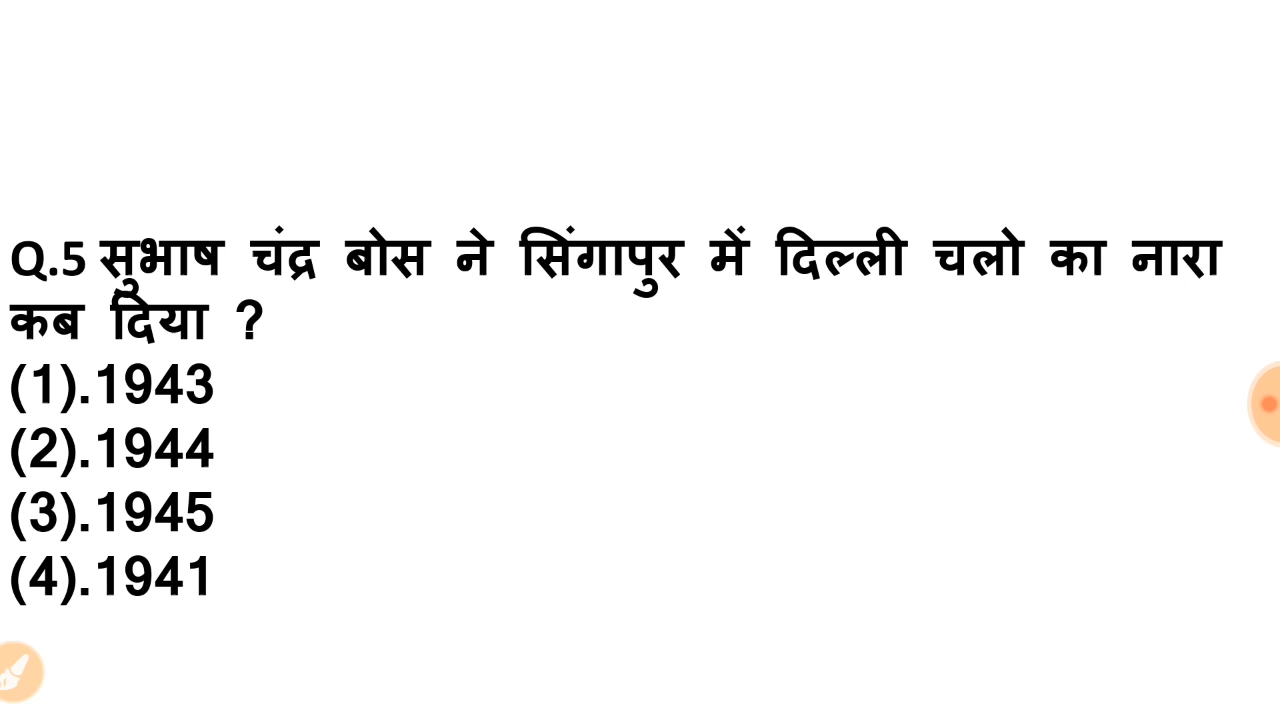 Q.5 सुभाष चंद्र बोस ने सिंगापुर में दिल्ली चलो का नारा
कब दिया ?
(1).1943
(2).1944
(3).1945
(4).1941